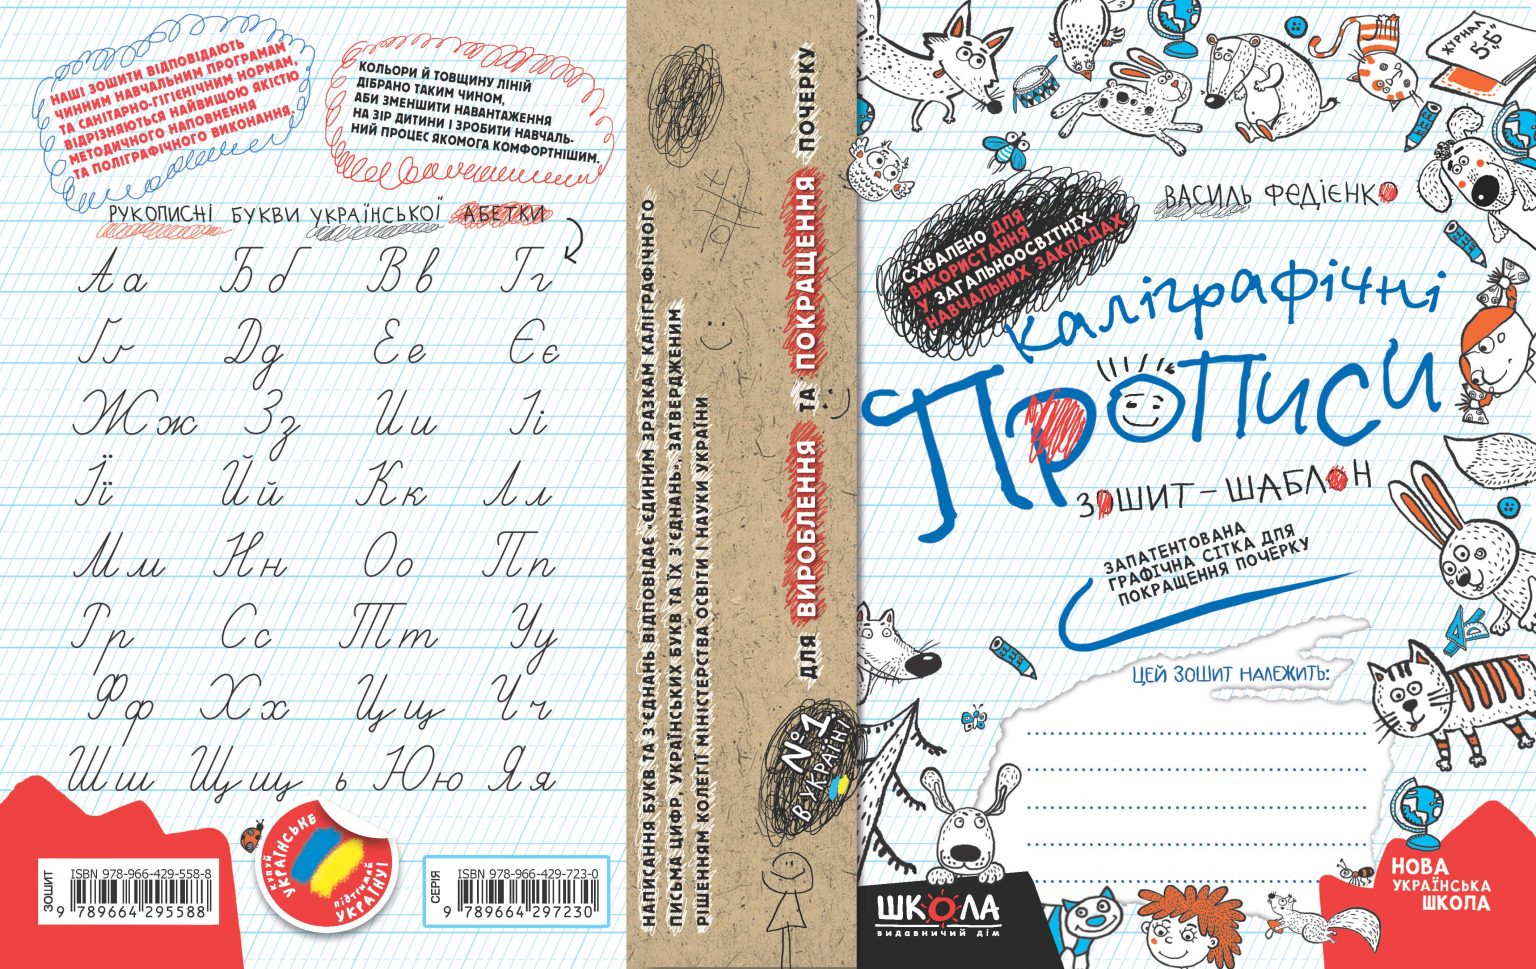 НАШІ ЗОШИТИ ВІДПОВІДАЮТЬ
ЧИННИМ НАВЧАЛЬНИМ ПРОГРАМАМ
ТА САНІТАРНО-ГІГІЄНІЧНИМ НОРМАМ,
ВІДРІЗНЯЮТЬСЯ НАЙВИЩОЮ ЯКІСТЮ
МЕТОДИЧНОГО НАПОВНЕННЯ
ТА ПОЛІГРАФІЧНОГО ВИКОНАННЯ.
КОЛЬОРИ Й ТОВЩИНУ ЛІНІЙ
ДІБРАНО ТАКИМ ЧИНОМ,
АБИ ЗМЕНШИТИ НАВАНТАЖЕННЯ
НА ЗІР ДИТИНИ І ЗРОБИТИ НАВЧАЛЬ-
НИЙ ПРОЦЕС ЯКОМОГА КОМФОРТНІШИМ.
РУКОПИСНІ БУКВИ УКРАЇНСЬКОЇ АБЕТКИ
Аа Бб Вв Гг
Ґґ Дд Ее Єє
Жж Зз Ии Іі
Її Йй Кк Лл
Мм Нн Оо Пп
Рр Сс Тт Уу
Фф Хх Цц Чч
Шш Щщ ь Юю Яя
ЗОШИТ
ISBN 978-966-429-558-8
9 789664 295588
КУПУЙ
УКРАЇНСЬКЕ
ПІДТРИМАЙ
УКРАЇНУ!
СЕРІЯ
ISBN 978-966-429-723-0
9 789664 297230
НАПИСАННЯ БУКВ ТА З'ЄДНАНЬ ВІДПОВІДАЄ «ЄДИНИМ ЗРАЗКАМ КАЛІГРАФІЧНОГО
ПИСЬМА ЦИФР, УКРАЇНСЬКИХ БУКВ ТА ЇХ З'ЄДНАНЬ», ЗАТВЕРДЖЕНИМ
РІШЕННЯМ КОЛЕГІЇ МІНІСТЕРСТВА ОСВІТИ І НАУКИ УКРАЇНИ
ДЛЯ ВИРОБЛЕННЯ ТА ПОКРАЩЕННЯ ПОЧЕРКУ
№1
В УКРАЇНІ
ЖУРНАЛ
5-"Б"
ВАСИЛЬ ФЕДІЄНКО
СХВАЛЕНО ДЛЯ
ВИКОРИСТАННЯ
У ЗАГАЛЬНООСВІТНІХ
НАВЧАЛЬНИХ ЗАКЛАДАХ
каліграфічні
ПРОПИСИ
ЗОШИТ-ШАБЛОН
ЗАПАТЕНТОВАНА
ГРАФІЧНА СІТКА ДЛЯ
ПОКРАЩЕННЯ ПОЧЕРКУ
ЦЕЙ ЗОШИТ НАЛЕЖИТЬ:
ШКОЛА
ВИДАВНИЧИЙ ДІМ
НОВА
УКРАЇНСЬКА
ШКОЛА